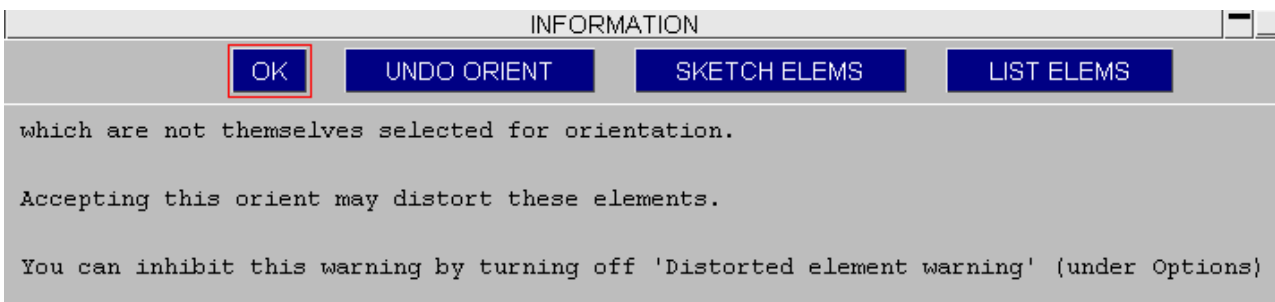 INFORMATION
OK UNDO ORIENT SKETCH ELEMS LIST ELEMS
which are not themselves selected for orientation.
Accepting this orient may distort these elements.
You can inhibit this warning by turning off 'Distorted element warning' (under Options)